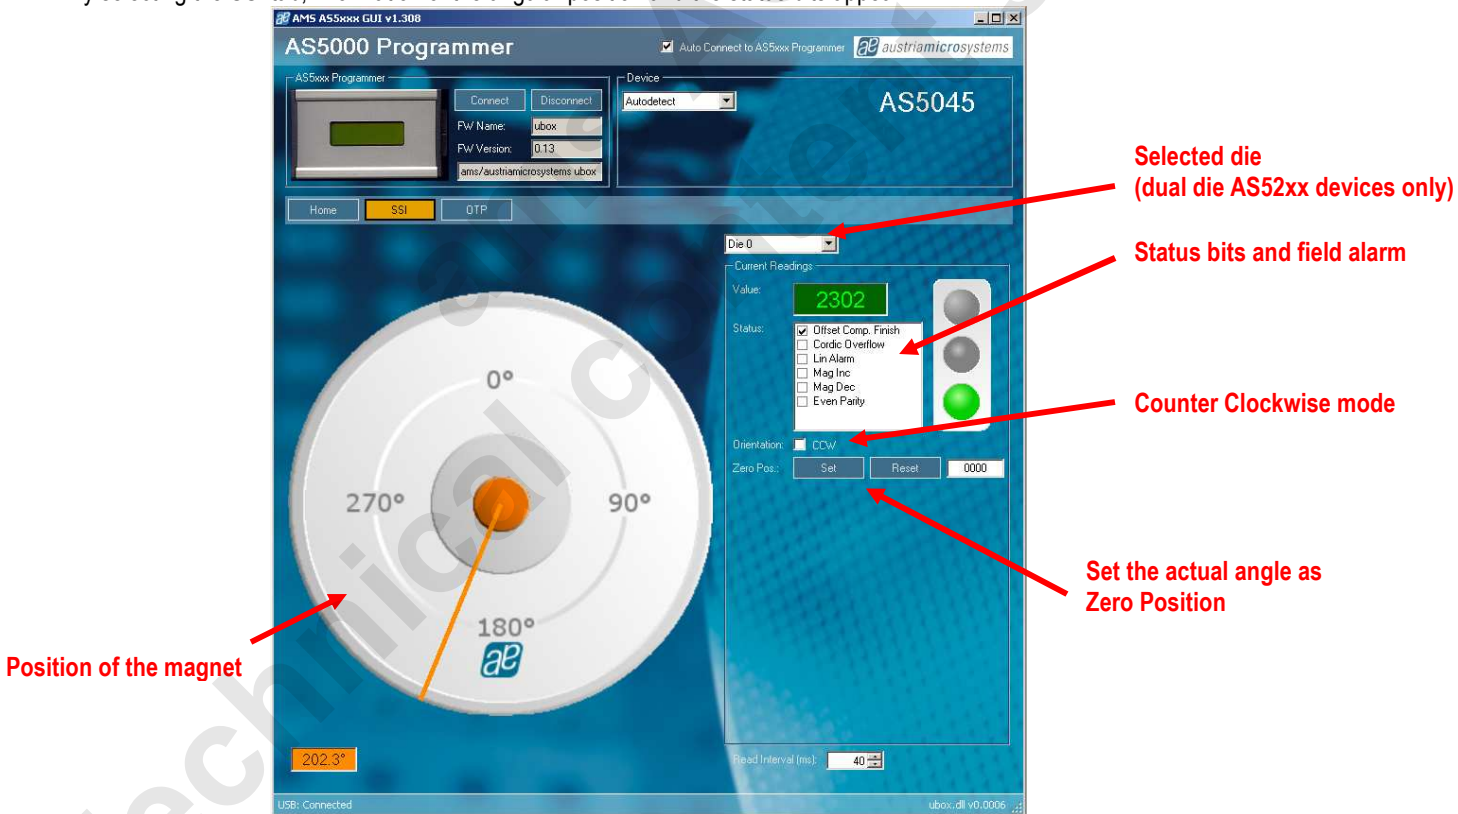 AMS AS5xxx GUI v1.308
AS5000 Programmer
Auto Connect to AS5xxx Programmer
austriamicrosystems
AS5xxx Programmer
Connect Disconnect
FW Name: ubox
FW Version: 0.13
ams/austriamicrosystems ubox
Device
Autodetect
AS5045
Home SSI OTP
Selected die
(dual die AS52xx devices only)
Die 0
Status bits and field alarm
Current Readings
Value: 2302
Status:
Offset Comp. Finish
Cordic Overflow
Lin Alarm
Mag Inc
Mag Dec
Even Parity
Counter Clockwise mode
Orientation: CCW
Zero Pos.: Set Reset 0000
Set the actual angle as
Zero Position
0°
90°
180°
270°
Position of the magnet
202.3°
Read Interval (ms): 40
USB: Connected
ubox.dll v0.0006